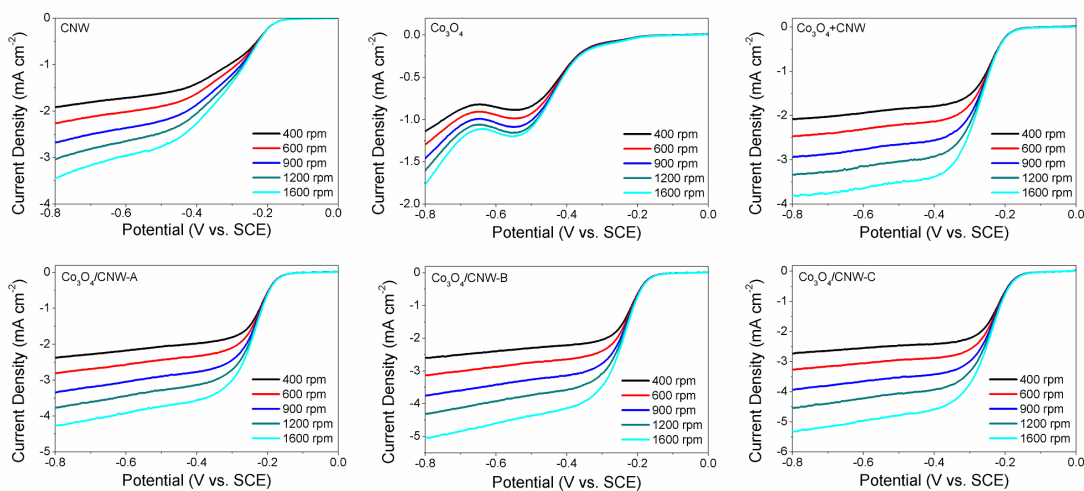 CNW
0
-1
-2
-3
-4
Current Density (mA cm⁻²)
400 rpm
600 rpm
900 rpm
1200 rpm
1600 rpm
-0.8
-0.6
-0.4
-0.2
0.0
Potential (V vs. SCE)
Co₃O₄
0.0
-0.5
-1.0
-1.5
-2.0
Current Density (mA cm⁻²)
400 rpm
600 rpm
900 rpm
1200 rpm
1600 rpm
-0.8
-0.6
-0.4
-0.2
0.0
Potential (V vs. SCE)
Co₃O₄+CNW
0
-1
-2
-3
-4
Current Density (mA cm⁻²)
400 rpm
600 rpm
900 rpm
1200 rpm
1600 rpm
-0.8
-0.6
-0.4
-0.2
0.0
Potential (V vs. SCE)
Co₃O₄/CNW-A
0
-1
-2
-3
-4
-5
Current Density (mA cm⁻²)
400 rpm
600 rpm
900 rpm
1200 rpm
1600 rpm
-0.8
-0.6
-0.4
-0.2
0.0
Potential (V vs. SCE)
Co₃O₄/CNW-B
0
-1
-2
-3
-4
-5
Current Density (mA cm⁻²)
400 rpm
600 rpm
900 rpm
1200 rpm
1600 rpm
-0.8
-0.6
-0.4
-0.2
0.0
Potential (V vs. SCE)
Co₃O₄/CNW-C
0
-1
-2
-3
-4
-5
-6
Current Density (mA cm⁻²)
400 rpm
600 rpm
900 rpm
1200 rpm
1600 rpm
-0.8
-0.6
-0.4
-0.2
0.0
Potential (V vs. SCE)